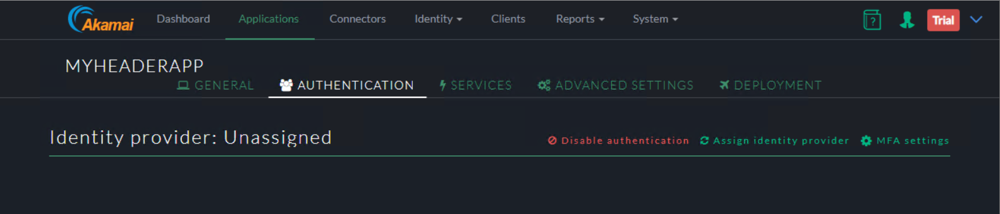 Akamai Dashboard Applications Connectors Identity Clients Reports System ? Trial
MYHEADERAPP
GENERAL AUTHENTICATION SERVICES ADVANCED SETTINGS DEPLOYMENT
Identity provider: Unassigned Disable authentication Assign identity provider MFA settings